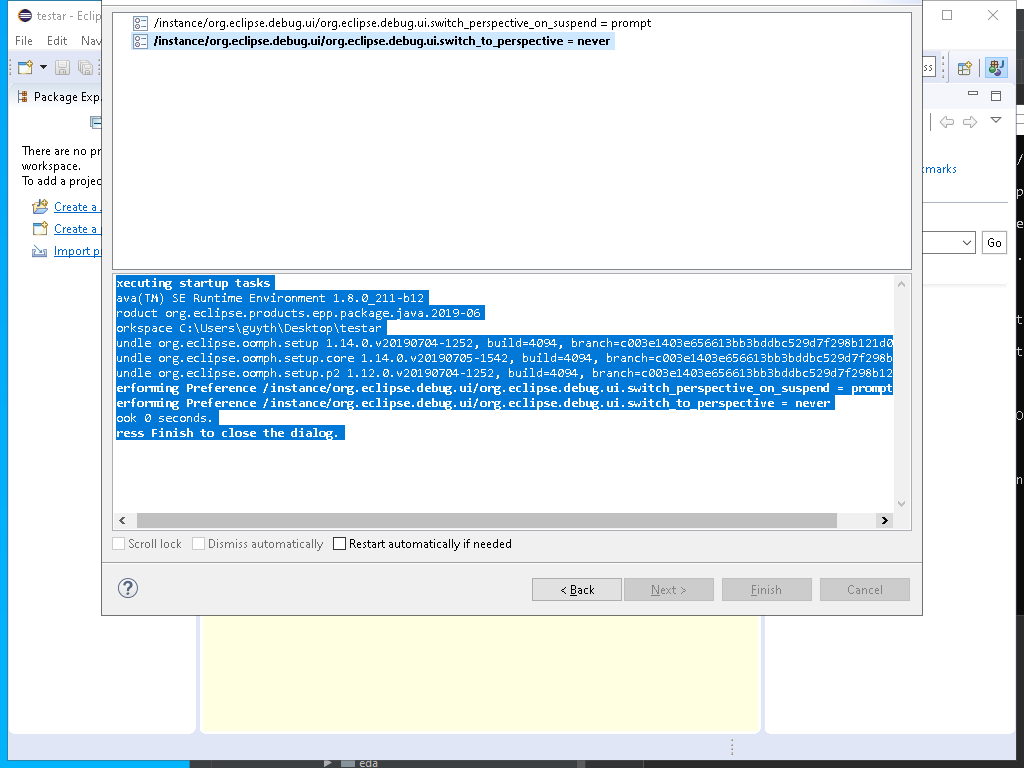 testar - Eclip
/instance/org.eclipse.debug.ui/org.eclipse.debug.ui.switch_perspective_on_suspend = prompt
/instance/org.eclipse.debug.ui/org.eclipse.debug.ui.switch_to_perspective = never
File Edit Nav
ss
Package Exp
There are no pr
workspace.
To add a projec
Create a
Create a
Import p
marks
Go
xecuting startup tasks
ava(TM) SE Runtime Environment 1.8.0_211-b12
roduct org.eclipse.products.epp.package.java.2019-06
orkspace C:\Users\guyth\Desktop\testar
undle org.eclipse.oomph.setup 1.14.0.v20190704-1252, build=4094, branch=c003e1403e656613bb3bddbc529d7f298b121d0
undle org.eclipse.oomph.setup.core 1.14.0.v20190705-1542, build=4094, branch=c003e1403e656613bb3bddbc529d7f298b
undle org.eclipse.oomph.setup.p2 1.12.0.v20190704-1252, build=4094, branch=c003e1403e656613bb3bddbc529d7f298b12
erforming Preference /instance/org.eclipse.debug.ui/org.eclipse.debug.ui.switch_perspective_on_suspend = prompt
erforming Preference /instance/org.eclipse.debug.ui/org.eclipse.debug.ui.switch_to_perspective = never
ook 0 seconds.
ress Finish to close the dialog.
Scroll lock Dismiss automatically Restart automatically if needed
< Back Next > Finish Cancel
eda